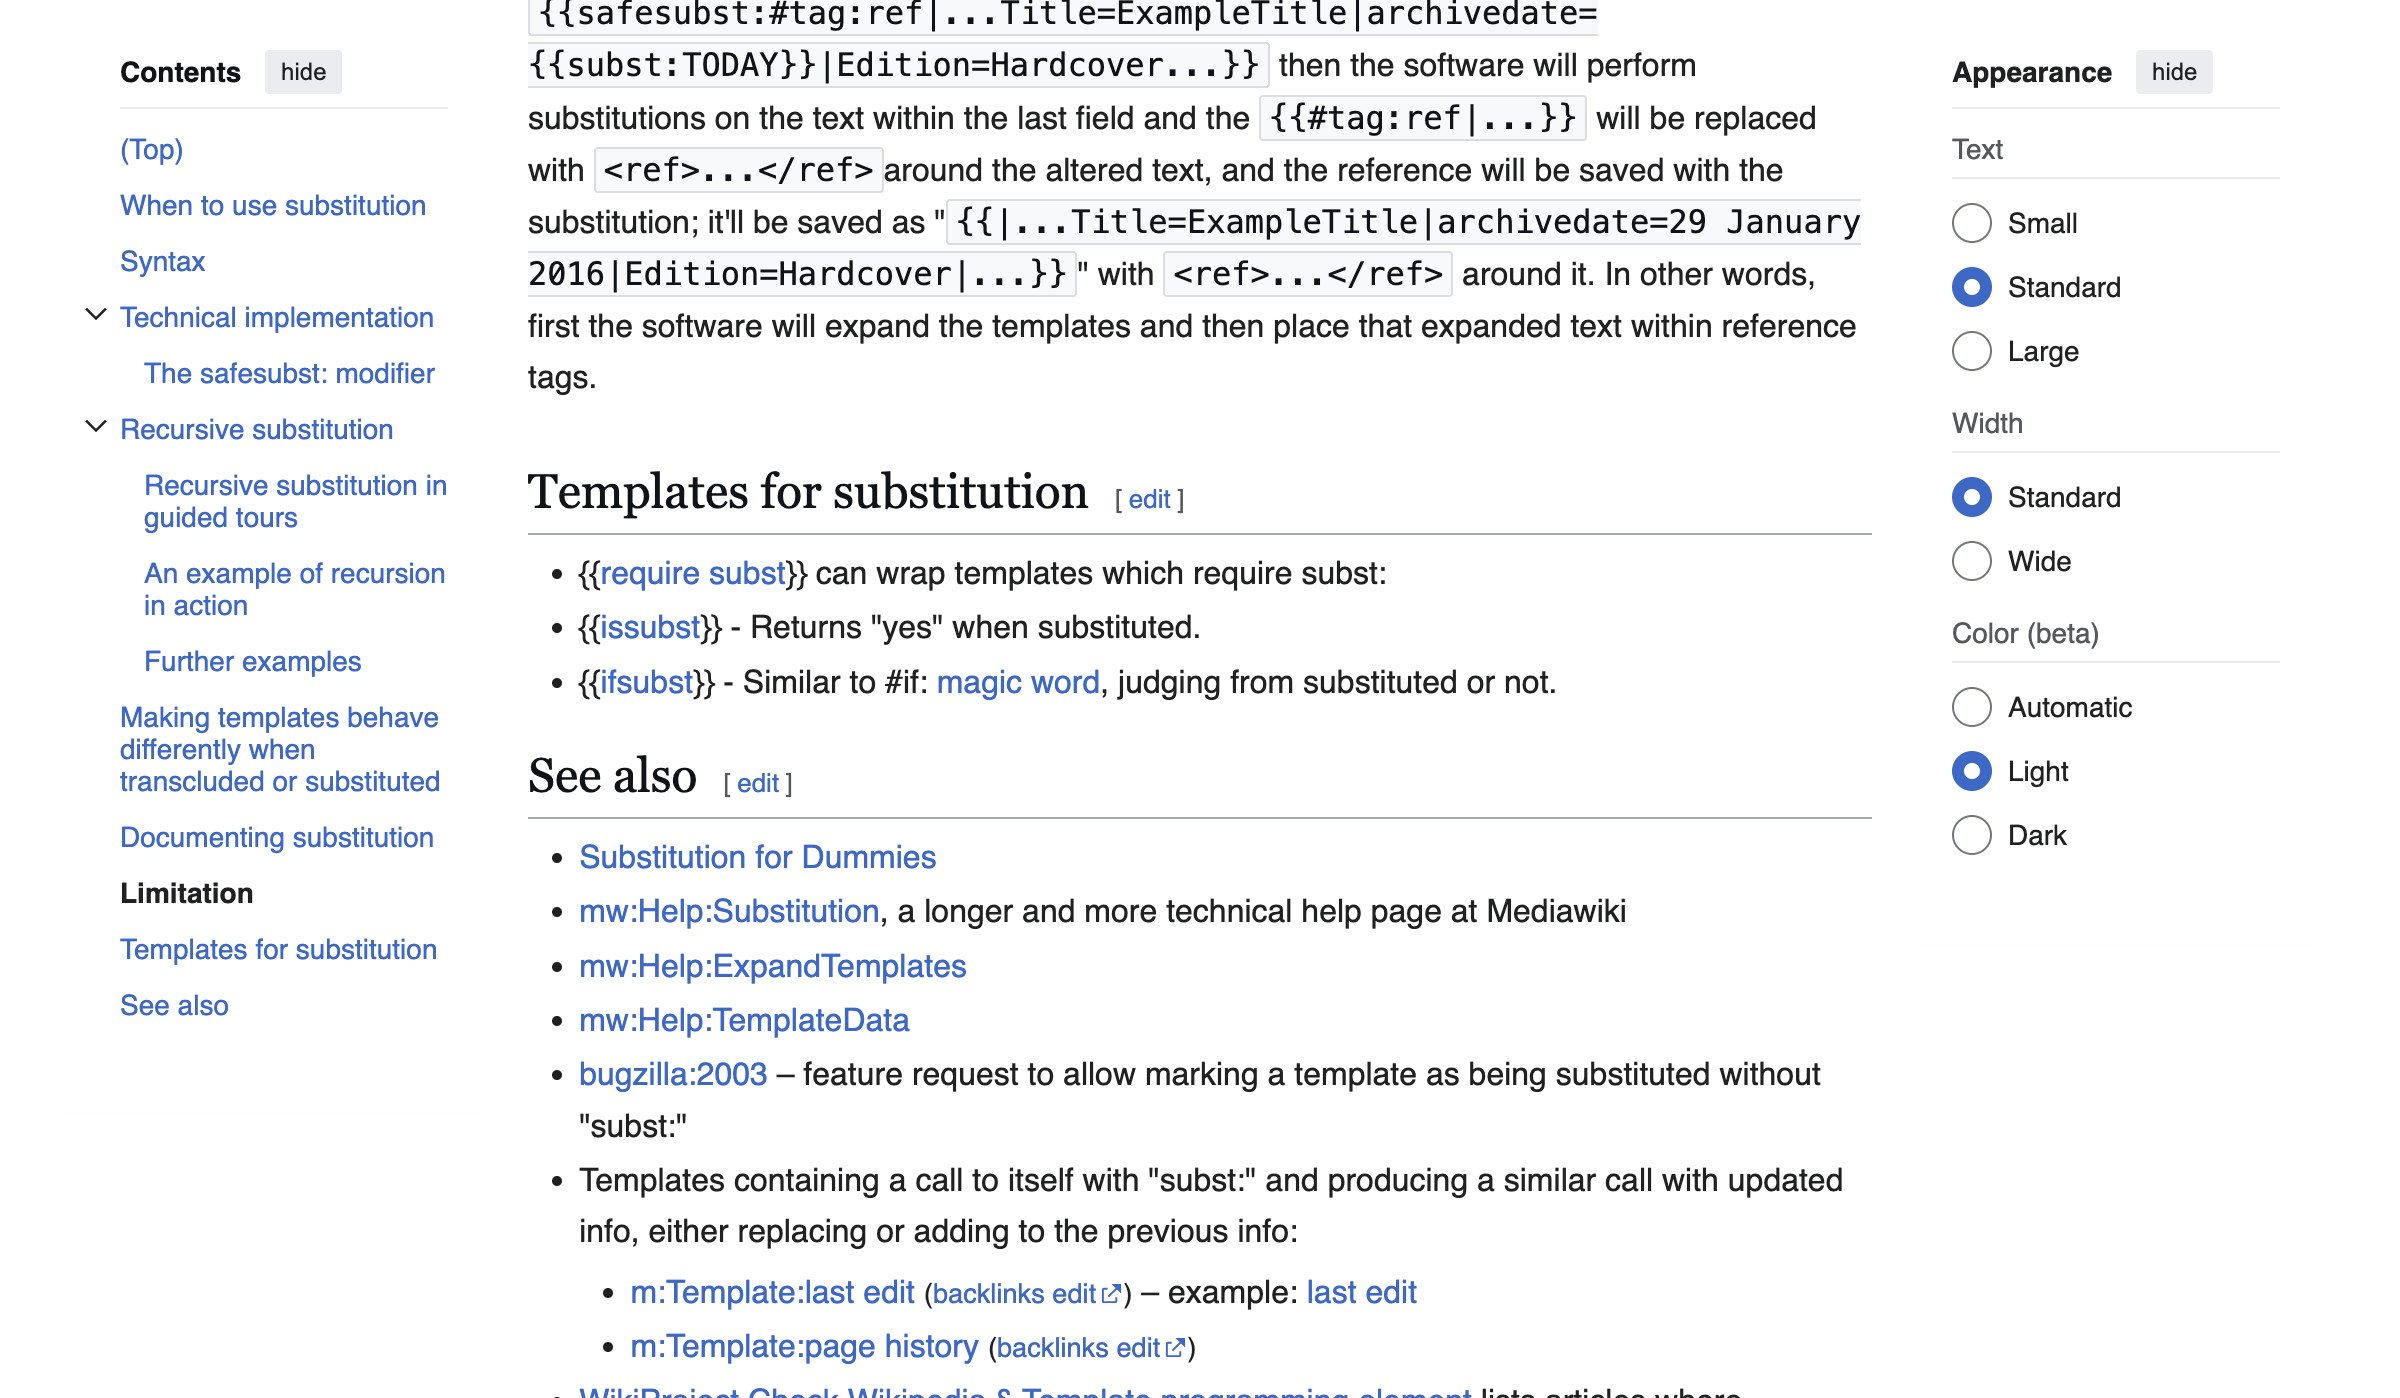 Contents hide
(Top)
When to use substitution
Syntax
Technical implementation
The safesubst: modifier
Recursive substitution
Recursive substitution in
guided tours
An example of recursion
in action
Further examples
Making templates behave
differently when
transcluded or substituted
Documenting substitution
Limitation
Templates for substitution
See also
{{safesubst:#tag:ref|...Title=ExampleTitle|archivedate=
{{subst:TODAY}}|Edition=Hardcover...}} then the software will perform
substitutions on the text within the last field and the {{#tag:ref|...}} will be replaced
with <ref>...</ref> around the altered text, and the reference will be saved with the
substitution; it'll be saved as "{{|...Title=ExampleTitle|archivedate=29 January
2016|Edition=Hardcover|...}}" with <ref>...</ref> around it. In other words,
first the software will expand the templates and then place that expanded text within reference
tags.
Templates for substitution [ edit ]
• {{require subst}} can wrap templates which require subst:
• {{issubst}} - Returns "yes" when substituted.
• {{ifsubst}} - Similar to #if: magic word, judging from substituted or not.
See also [ edit ]
• Substitution for Dummies
• mw:Help:Substitution, a longer and more technical help page at Mediawiki
• mw:Help:ExpandTemplates
• mw:Help:TemplateData
• bugzilla:2003 – feature request to allow marking a template as being substituted without
"subst:"
• Templates containing a call to itself with "subst:" and producing a similar call with updated
info, either replacing or adding to the previous info:
• m:Template:last edit (backlinks edit) – example: last edit
• m:Template:page history (backlinks edit)
• WikiProject Check Wikipedia & Template programming element lists articles where
Appearance hide
Text
Small
Standard
Large
Width
Standard
Wide
Color (beta)
Automatic
Light
Dark